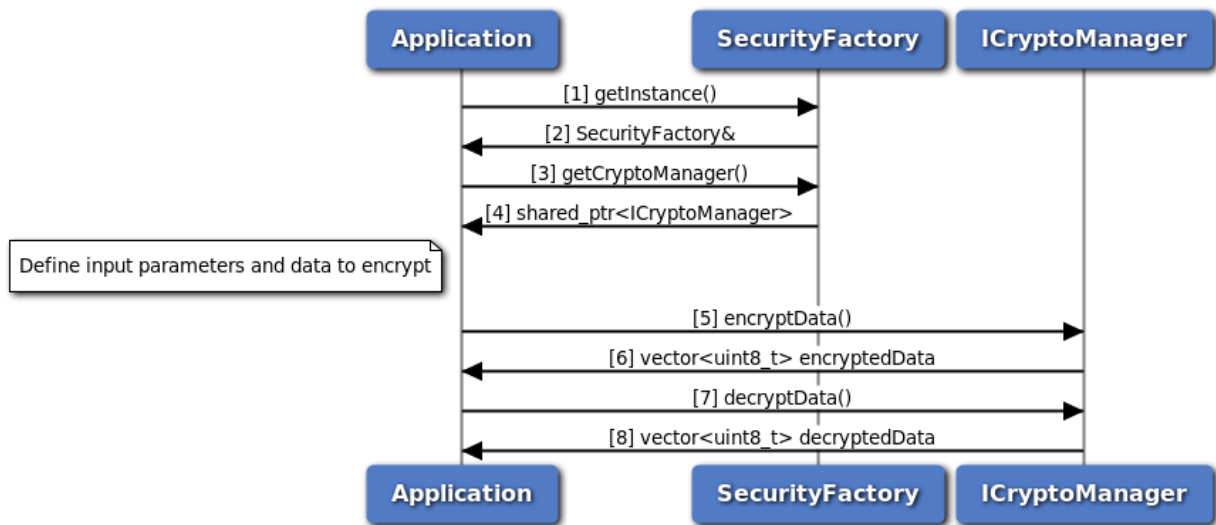 Application
SecurityFactory
ICryptoManager
[1] getInstance()
[2] SecurityFactory&
[3] getCryptoManager()
[4] shared_ptr<ICryptoManager>
Define input parameters and data to encrypt
[5] encryptData()
[6] vector<uint8_t> encryptedData
[7] decryptData()
[8] vector<uint8_t> decryptedData
Application
SecurityFactory
ICryptoManager